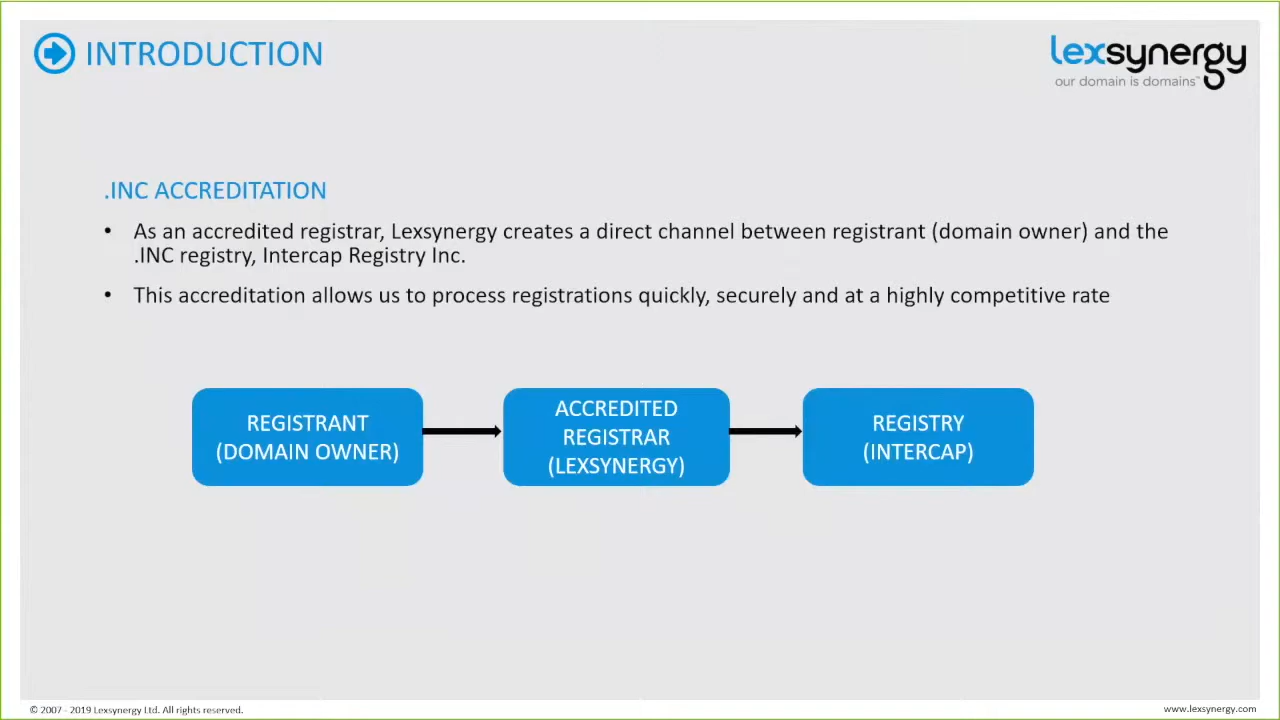 INTRODUCTION
lexsynergy
our domain is domains™
.INC ACCREDITATION
• As an accredited registrar, Lexsynergy creates a direct channel between registrant (domain owner) and the
.INC registry, Intercap Registry Inc.
• This accreditation allows us to process registrations quickly, securely and at a highly competitive rate
REGISTRANT
(DOMAIN OWNER)
ACCREDITED
REGISTRAR
(LEXSYNERGY)
REGISTRY
(INTERCAP)
© 2007 - 2019 Lexsynergy Ltd. All rights reserved.
www.lexsynergy.com